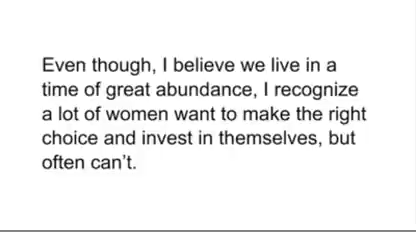 Even though, I believe we live in a
time of great abundance, I recognize
a lot of women want to make the right
choice and invest in themselves, but
often can't.